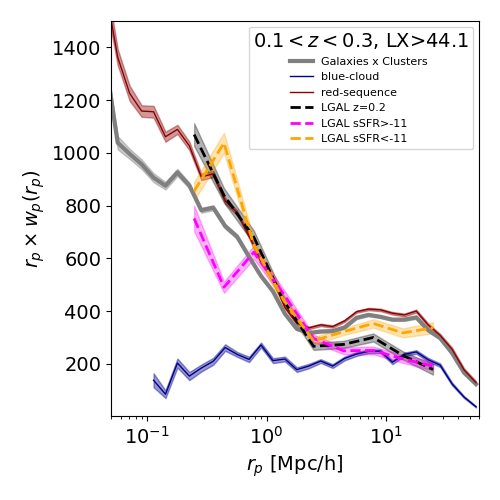 0.1 < z < 0.3, LX>44.1
Galaxies x Clusters
blue-cloud
red-sequence
LGAL z=0.2
LGAL sSFR>-11
LGAL sSFR<-11
1400
1200
1000
800
600
400
200
r_p × w_p(r_p)
10^{-1} 10^0 10^1
r_p [Mpc/h]